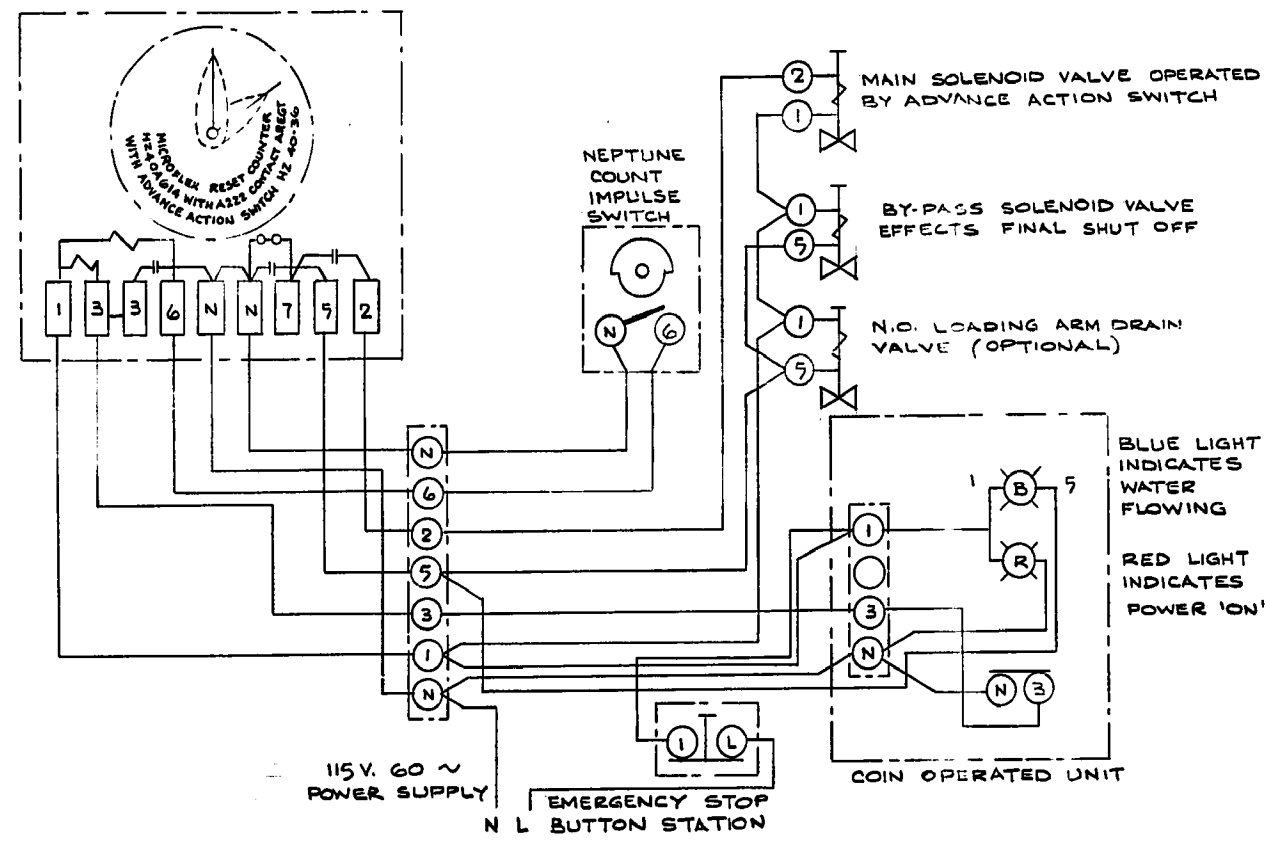 MICROFLEX RESET COUNTER
HZ40A614 WITH A222 CONTACT AREGT
WITH ADVANCE ACTION SWITCH HZ 40-36
1 3 3 6 N N 7 5 2
NEPTUNE
COUNT
IMPULSE
SWITCH
N 6
2
1
MAIN SOLENOID VALVE OPERATED
BY ADVANCE ACTION SWITCH
1
5
BY-PASS SOLENOID VALVE
EFFECTS FINAL SHUT OFF
1
5
N.O. LOADING ARM DRAIN
VALVE (OPTIONAL)
N
6
2
5
3
1
N
1
3
N
1 B 5
R
N 3
BLUE LIGHT
INDICATES
WATER
FLOWING
RED LIGHT
INDICATES
POWER 'ON'
COIN OPERATED UNIT
1 L
115 V. 60 ~
POWER SUPPLY
N L
EMERGENCY STOP
BUTTON STATION